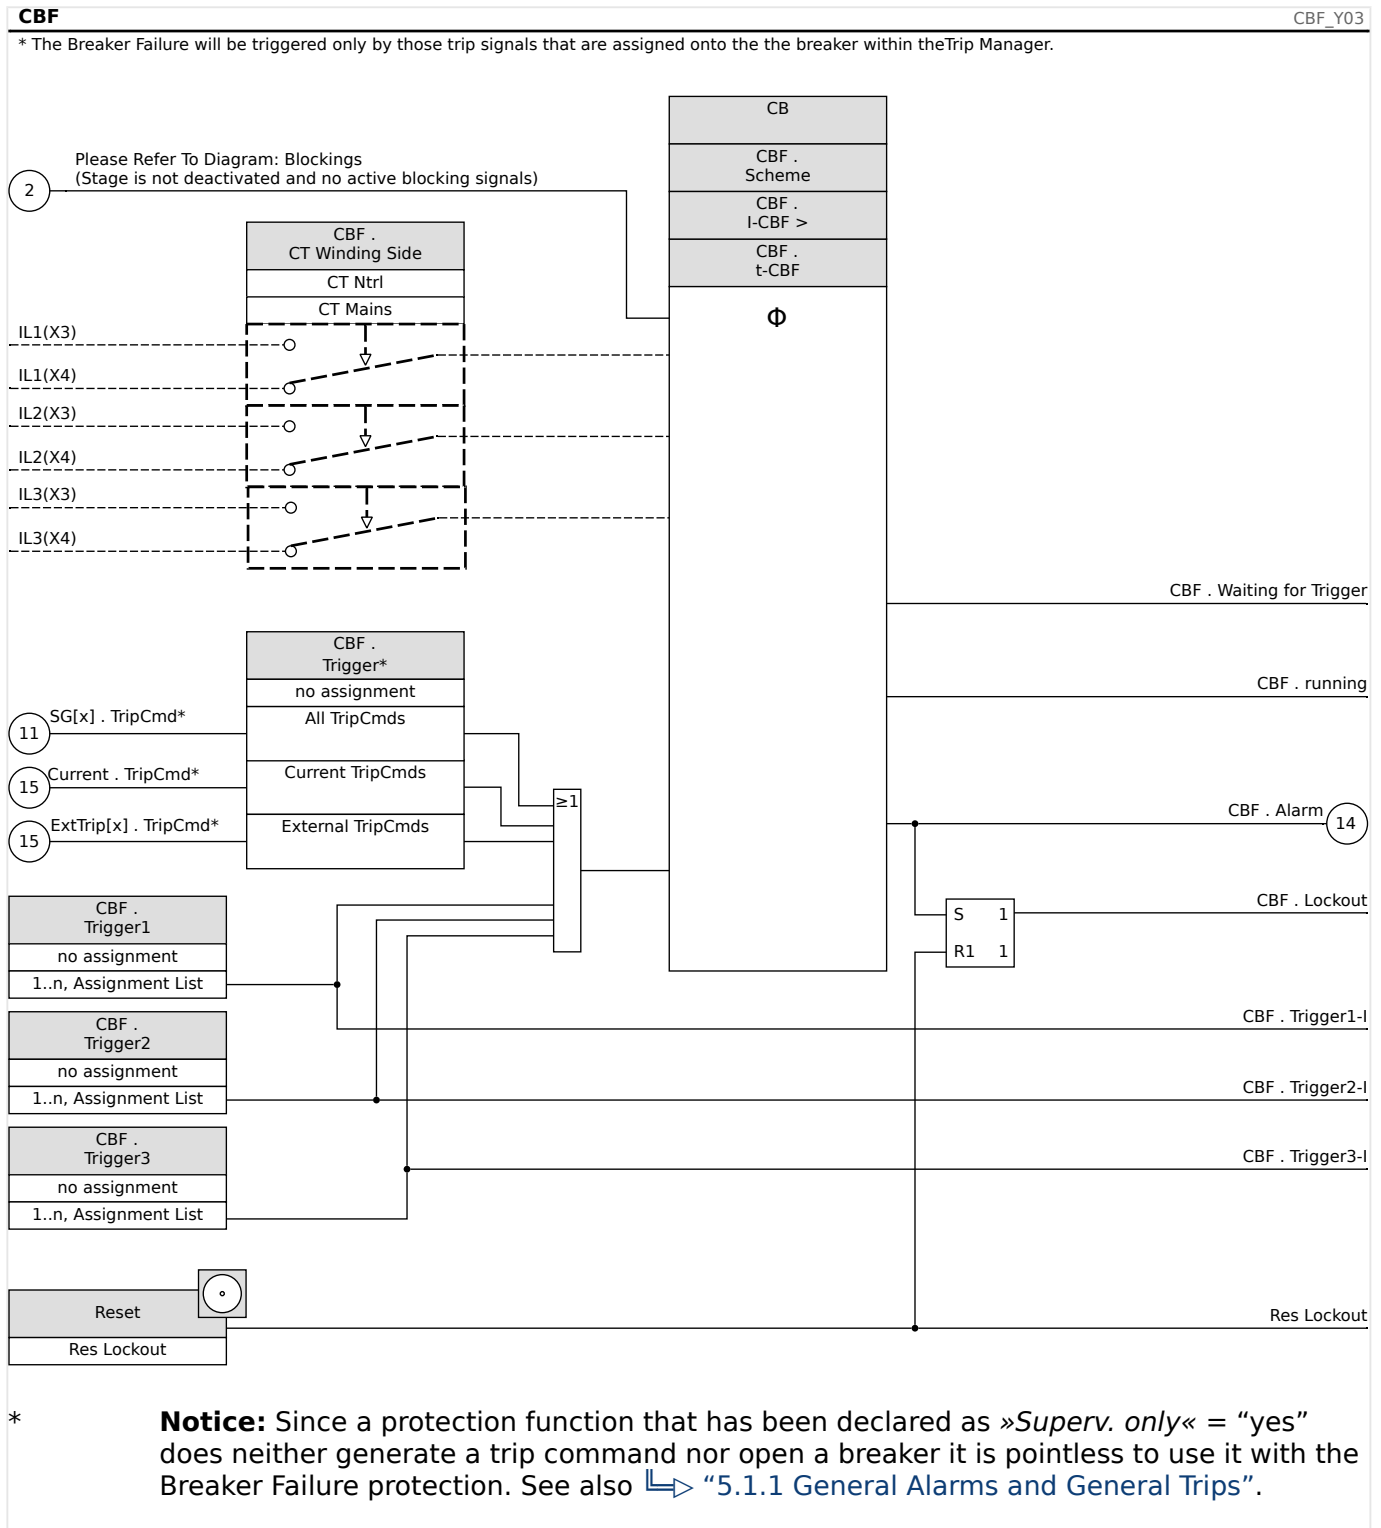 CBF
CBF_Y03
* The Breaker Failure will be triggered only by those trip signals that are assigned onto the the breaker within theTrip Manager.
CB
CBF .
Scheme
CBF .
I-CBF >
CBF .
t-CBF
Φ
Please Refer To Diagram: Blockings
(Stage is not deactivated and no active blocking signals)
2
CBF .
CT Winding Side
CT Ntrl
CT Mains
IL1(X3)
IL1(X4)
IL2(X3)
IL2(X4)
IL3(X3)
IL3(X4)
CBF . Waiting for Trigger
CBF . running
CBF .
Trigger*
no assignment
All TripCmds
Current TripCmds
External TripCmds
11
SG[x] . TripCmd*
15
Current . TripCmd*
15
ExtTrip[x] . TripCmd*
≥1
CBF . Alarm
14
CBF . Lockout
S 1
R1 1
CBF .
Trigger1
no assignment
1..n, Assignment List
CBF . Trigger1-I
CBF .
Trigger2
no assignment
1..n, Assignment List
CBF . Trigger2-I
CBF .
Trigger3
no assignment
1..n, Assignment List
CBF . Trigger3-I
Reset
Res Lockout
Res Lockout
* Notice: Since a protection function that has been declared as »Superv. only« = “yes”
does neither generate a trip command nor open a breaker it is pointless to use it with the
Breaker Failure protection. See also “5.1.1 General Alarms and General Trips”.